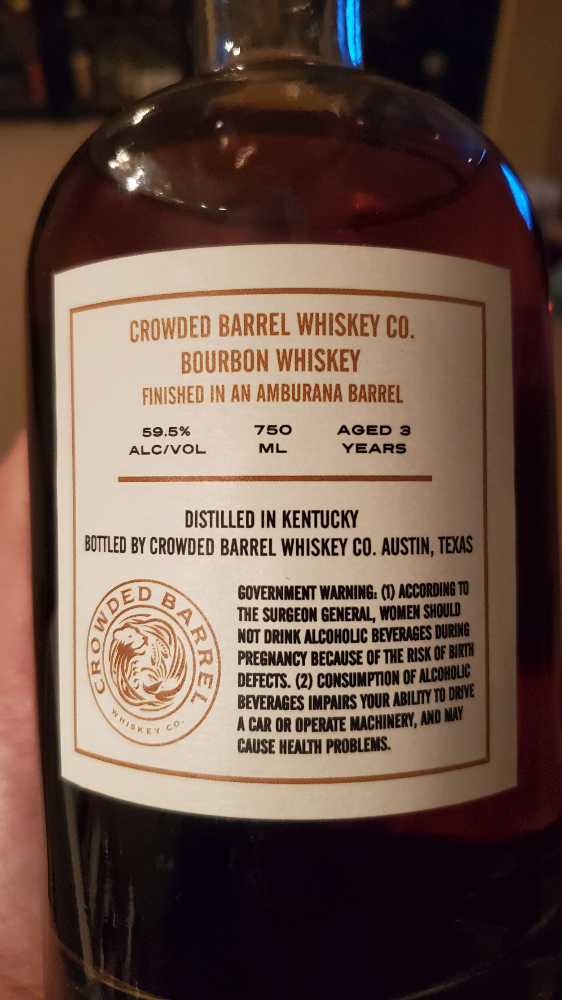 CROWDED BARREL WHISKEY CO.
BOURBON WHISKEY
FINISHED IN AN AMBURANA BARREL
59.5% 750 AGED 3
ALC/VOL ML YEARS
DISTILLED IN KENTUCKY
BOTTLED BY CROWDED BARREL WHISKEY CO. AUSTIN, TEXAS
CROWDED BARREL
WHISKEY CO.
GOVERNMENT WARNING: (1) ACCORDING TO
THE SURGEON GENERAL, WOMEN SHOULD
NOT DRINK ALCOHOLIC BEVERAGES DURING
PREGNANCY BECAUSE OF THE RISK OF BIRTH
DEFECTS. (2) CONSUMPTION OF ALCOHOLIC
BEVERAGES IMPAIRS YOUR ABILITY TO DRIVE
A CAR OR OPERATE MACHINERY, AND MAY
CAUSE HEALTH PROBLEMS.